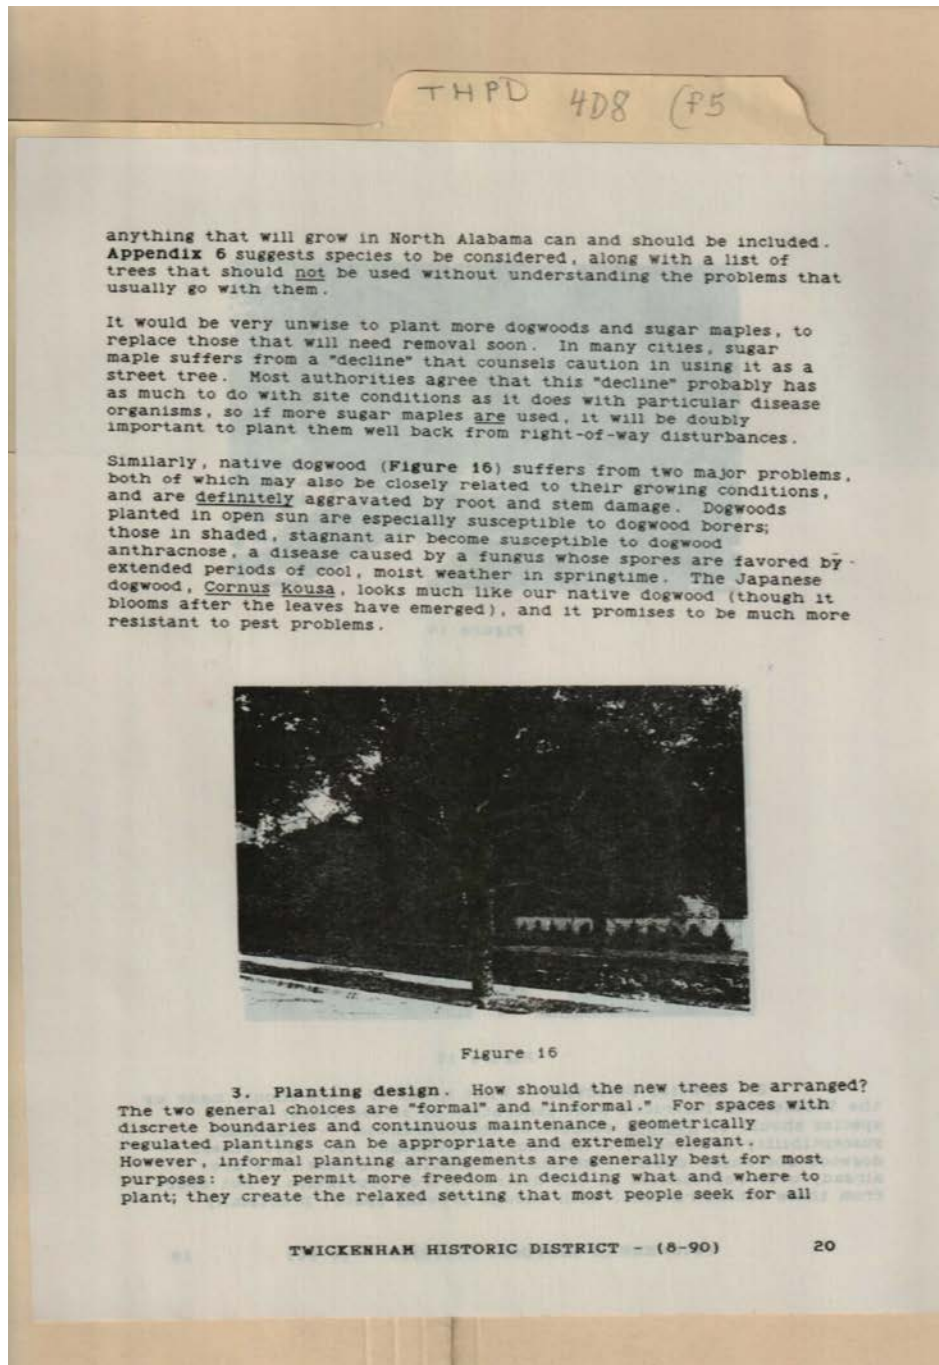 THPD 4D8 (f5
anything that will grow in North Alabama can and should be included.
Appendix 6 suggests species to be considered, along with a list of
trees that should not be used without understanding the problems that
usually go with them.
It would be very unwise to plant more dogwoods and sugar maples, to
replace those that will need removal soon. In many cities, sugar
maple suffers from a "decline" that counsels caution in using it as a
street tree. Most authorities agree that this "decline" probably has
as much to do with site conditions as it does with particular disease
organisms, so if more sugar maples are used, it will be doubly
important to plant them well back from right-of-way disturbances.
Similarly, native dogwood (Figure 16) suffers from two major problems,
both of which may also be closely related to their growing conditions,
and are definitely aggravated by root and stem damage. Dogwoods
planted in open sun are especially susceptible to dogwood borers;
those in shaded, stagnant air become susceptible to dogwood
anthracnose, a disease caused by a fungus whose spores are favored by
extended periods of cool, moist weather in springtime. The Japanese
dogwood, Cornus kousa, looks much like our native dogwood (though it
blooms after the leaves have emerged), and it promises to be much more
resistant to pest problems.
Figure 16
3. Planting design. How should the new trees be arranged?
The two general choices are "formal" and "informal." For spaces with
discrete boundaries and continuous maintenance, geometrically
regulated plantings can be appropriate and extremely elegant.
However, informal planting arrangements are generally best for most
purposes: they permit more freedom in deciding what and where to
plant; they create the relaxed setting that most people seek for all
TWICKENHAM HISTORIC DISTRICT - (8-90) 20